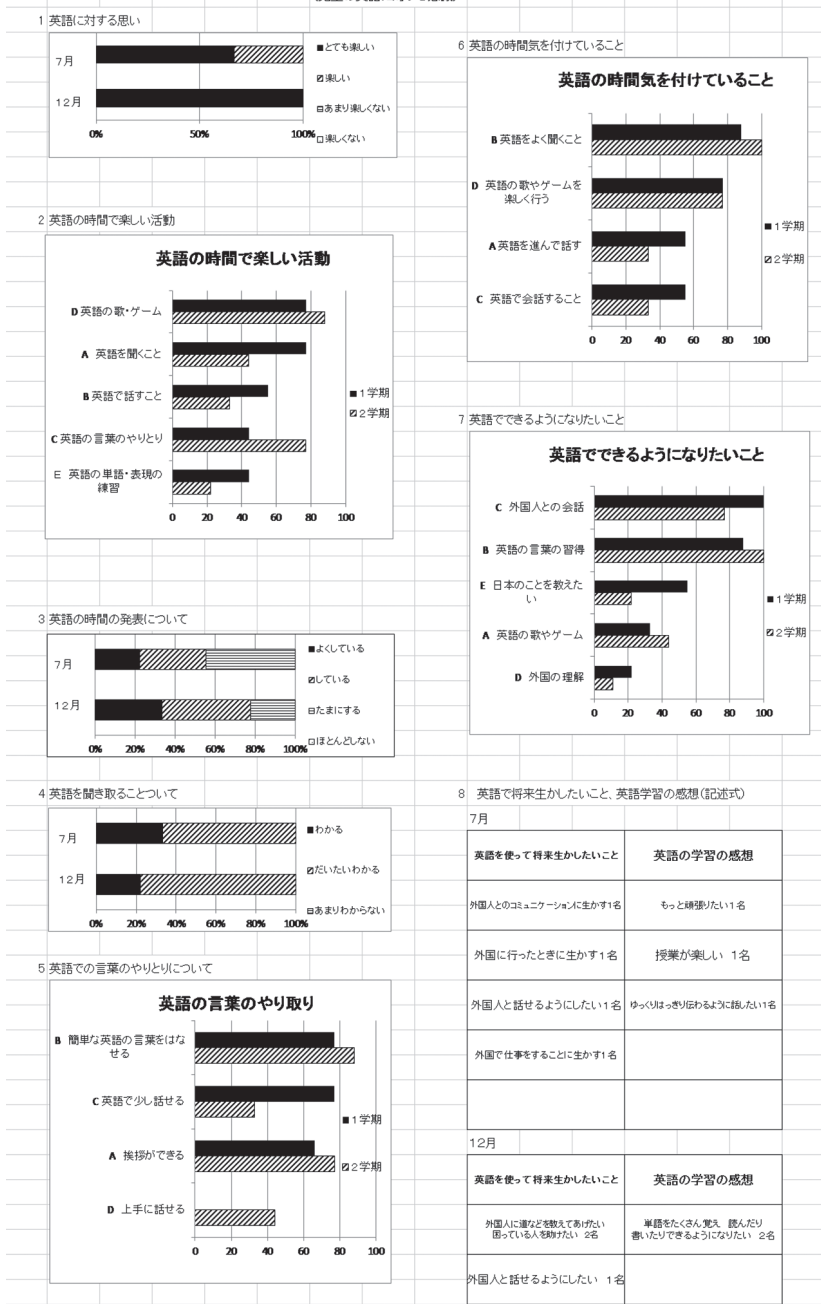 1 英語に対する思い
7月
12月
0% 50% 100%
■とても楽しい
楽しい
あまり楽しくない
楽しくない
2 英語の時間で楽しい活動
英語の時間で楽しい活動
D英語の歌・ゲーム
A 英語を聞くこと
B英語で話すこと
C英語の言葉のやりとり
E 英語の単語・表現の
練習
0 20 40 60 80 100
■1学期
2学期
3 英語の時間の発表について
7月
12月
0% 20% 40% 60% 80% 100%
■よくしている
している
たまにする
ほとんどしない
4 英語を聞き取ることついて
7月
12月
0% 20% 40% 60% 80% 100%
■わかる
だいたいわかる
あまりわからない
5 英語での言葉のやりとりについて
英語の言葉のやり取り
B 簡単な英語の言葉をはな
せる
C英語で少し話せる
A 挨拶ができる
D 上手に話せる
0 20 40 60 80 100
■1学期
2学期
6 英語の時間気を付けていること
英語の時間気を付けていること
B英語をよく聞くこと
D 英語の歌やゲームを
楽しく行う
A英語を進んで話す
C 英語で会話すること
0 20 40 60 80 100
■1学期
2学期
7 英語でできるようになりたいこと
英語でできるようになりたいこと
C 外国人との会話
B 英語の言葉の習得
E 日本のことを教えた
い
A 英語の歌やゲーム
D 外国の理解
0 20 40 60 80 100
■1学期
2学期
8 英語で将来生かしたいこと、英語学習の感想(記述式)
7月
英語を使って将来生かしたいこと 英語の学習の感想
外国人とのコミュニケーションに生かす1名 もっと頑張りたい1名
外国に行ったときに生かす1名 授業が楽しい 1名
外国人と話せるようにしたい1名 ゆっくりはっきり伝わるように話したい1名
外国で仕事をすることに生かす1名
12月
英語を使って将来生かしたいこと 英語の学習の感想
外国人に道などを教えてあげたい
困っている人を助けたい 2名
単語をたくさん覚え 読んだり
書いたりできるようになりたい 2名
外国人と話せるようにしたい 1名